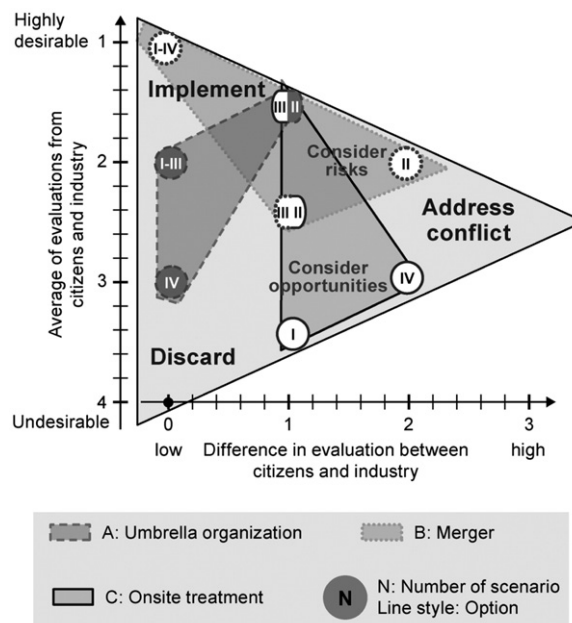 Highly
desirable
1
2
3
4
Undesirable
Average of evaluations from
citizens and industry
I-IV
Implement
III II
I-III
Consider
risks
II
III II
Address
conflict
IV
Consider
opportunities
IV
I
Discard
0
1
2
3
low
Difference in evaluation between
citizens and industry
high
A: Umbrella organization
B: Merger
C: Onsite treatment
N
N: Number of scenario
Line style: Option